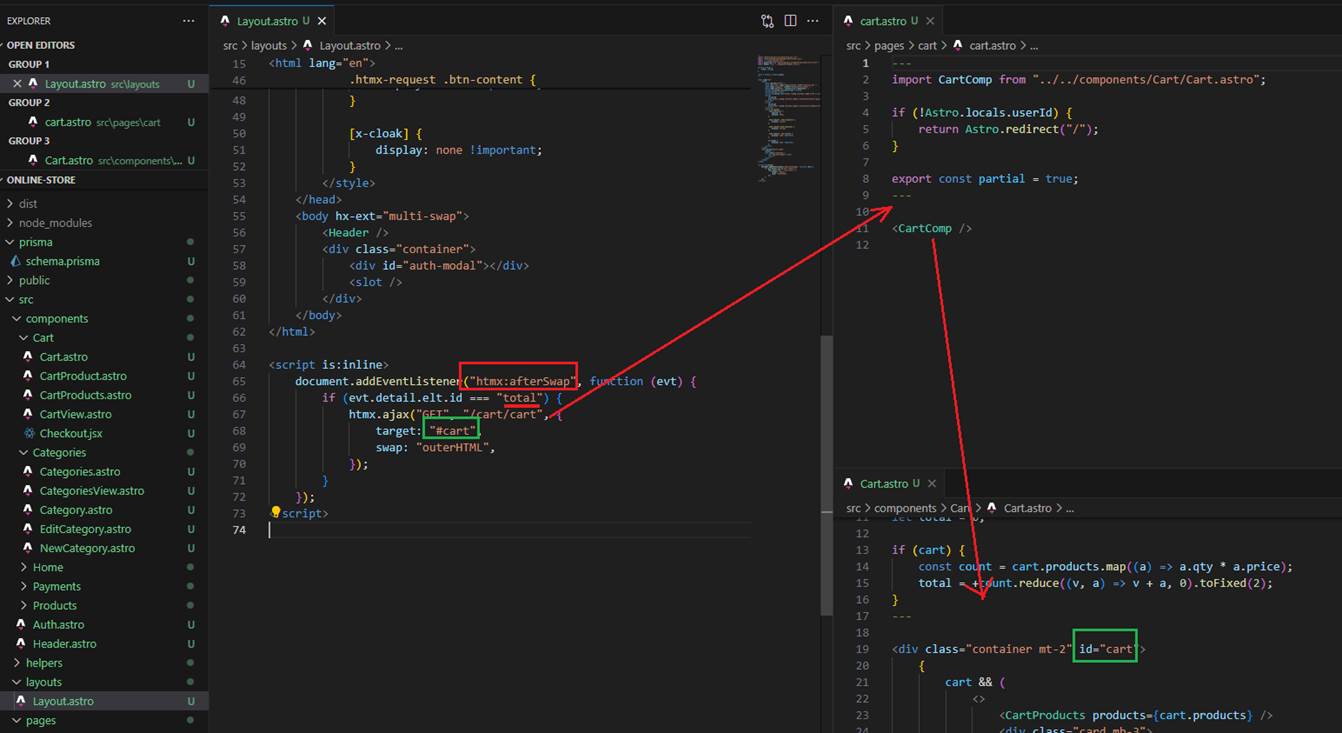 EXPLORER
OPEN EDITORS
GROUP 1
Layout.astro src\layouts U
GROUP 2
cart.astro src\pages\cart U
GROUP 3
Cart.astro src\components\... U
ONLINE-STORE
dist
node_modules
prisma
schema.prisma U
public
src
components
Cart
Cart.astro U
CartProduct.astro U
CartProducts.astro U
CartView.astro U
Checkout.jsx U
Categories
Categories.astro U
CategoriesView.astro U
Category.astro U
EditCategory.astro U
NewCategory.astro U
Home
Payments
Products
Auth.astro U
Header.astro U
helpers
layouts
Layout.astro U
pages
Layout.astro U
src > layouts > Layout.astro > ...
15 <html lang="en">
46 .htmx-request .btn-content {
48 }
49
50 [x-cloak] {
51 display: none !important;
52 }
53 </style>
54 </head>
55 <body hx-ext="multi-swap">
56 <Header />
57 <div class="container">
58 <div id="auth-modal"></div>
59 <slot />
60 </div>
61 </body>
62 </html>
63
64 <script is:inline>
65 document.addEventListener("htmx:afterSwap", function (evt) {
66 if (evt.detail.elt.id === "total") {
67 htmx.ajax("GET", "/cart/cart", {
68 target: "#cart",
69 swap: "outerHTML",
70 });
71 }
72 });
73 script>
74
cart.astro U
src > pages > cart > cart.astro > ...
1 ---
2 import CartComp from "../../components/Cart/Cart.astro";
3
4 if (!Astro.locals.userId) {
5 return Astro.redirect("/");
6 }
7
8 export const partial = true;
9 ---
10
11 <CartComp />
12
Cart.astro U
src > components > Cart > Cart.astro > ...
11 let total = 0;
12
13 if (cart) {
14 const count = cart.products.map((a) => a.qty * a.price);
15 total = +count.reduce((v, a) => v + a, 0).toFixed(2);
16 }
17 ---
18
19 <div class="container mt-2" id="cart">
20 {
21 cart && (
22 <>
23 <CartProducts products={cart.products} />
24 <div class="card mb-3">